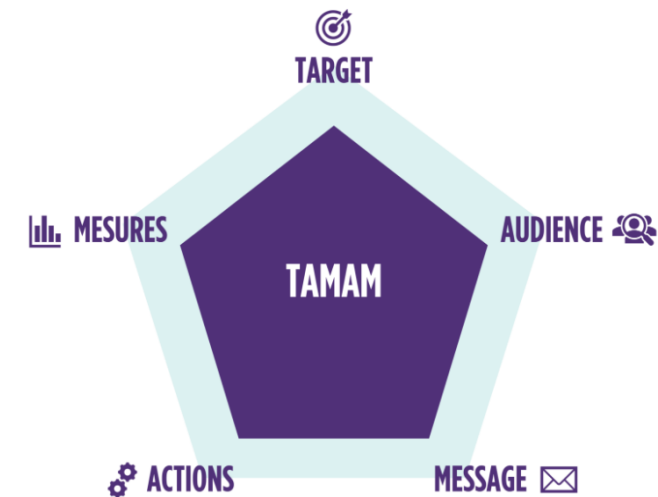 TARGET
MESURES
AUDIENCE
TAMAM
ACTIONS
MESSAGE